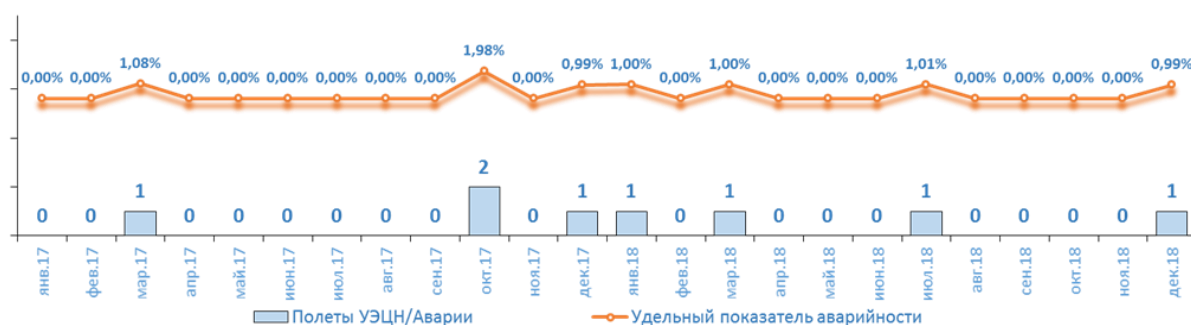 0,00% 0,00% 1,08% 0,00% 0,00% 0,00% 0,00% 0,00% 0,00% 1,98% 0,00% 0,99% 1,00% 0,00% 1,00% 0,00% 0,00% 0,00% 1,01% 0,00% 0,00% 0,00% 0,00% 0,99%
0 0 1 0 0 0 0 0 0 2 0 1 1 0 1 0 0 0 1 0 0 0 0 1
янв.17 фев.17 мар.17 апр.17 май.17 июн.17 июл.17 авг.17 сен.17 окт.17 ноя.17 дек.17 янв.18 фев.18 мар.18 апр.18 май.18 июн.18 июл.18 авг.18 сен.18 окт.18 ноя.18 дек.18
Полеты УЭЦН/Аварии Удельный показатель аварийности